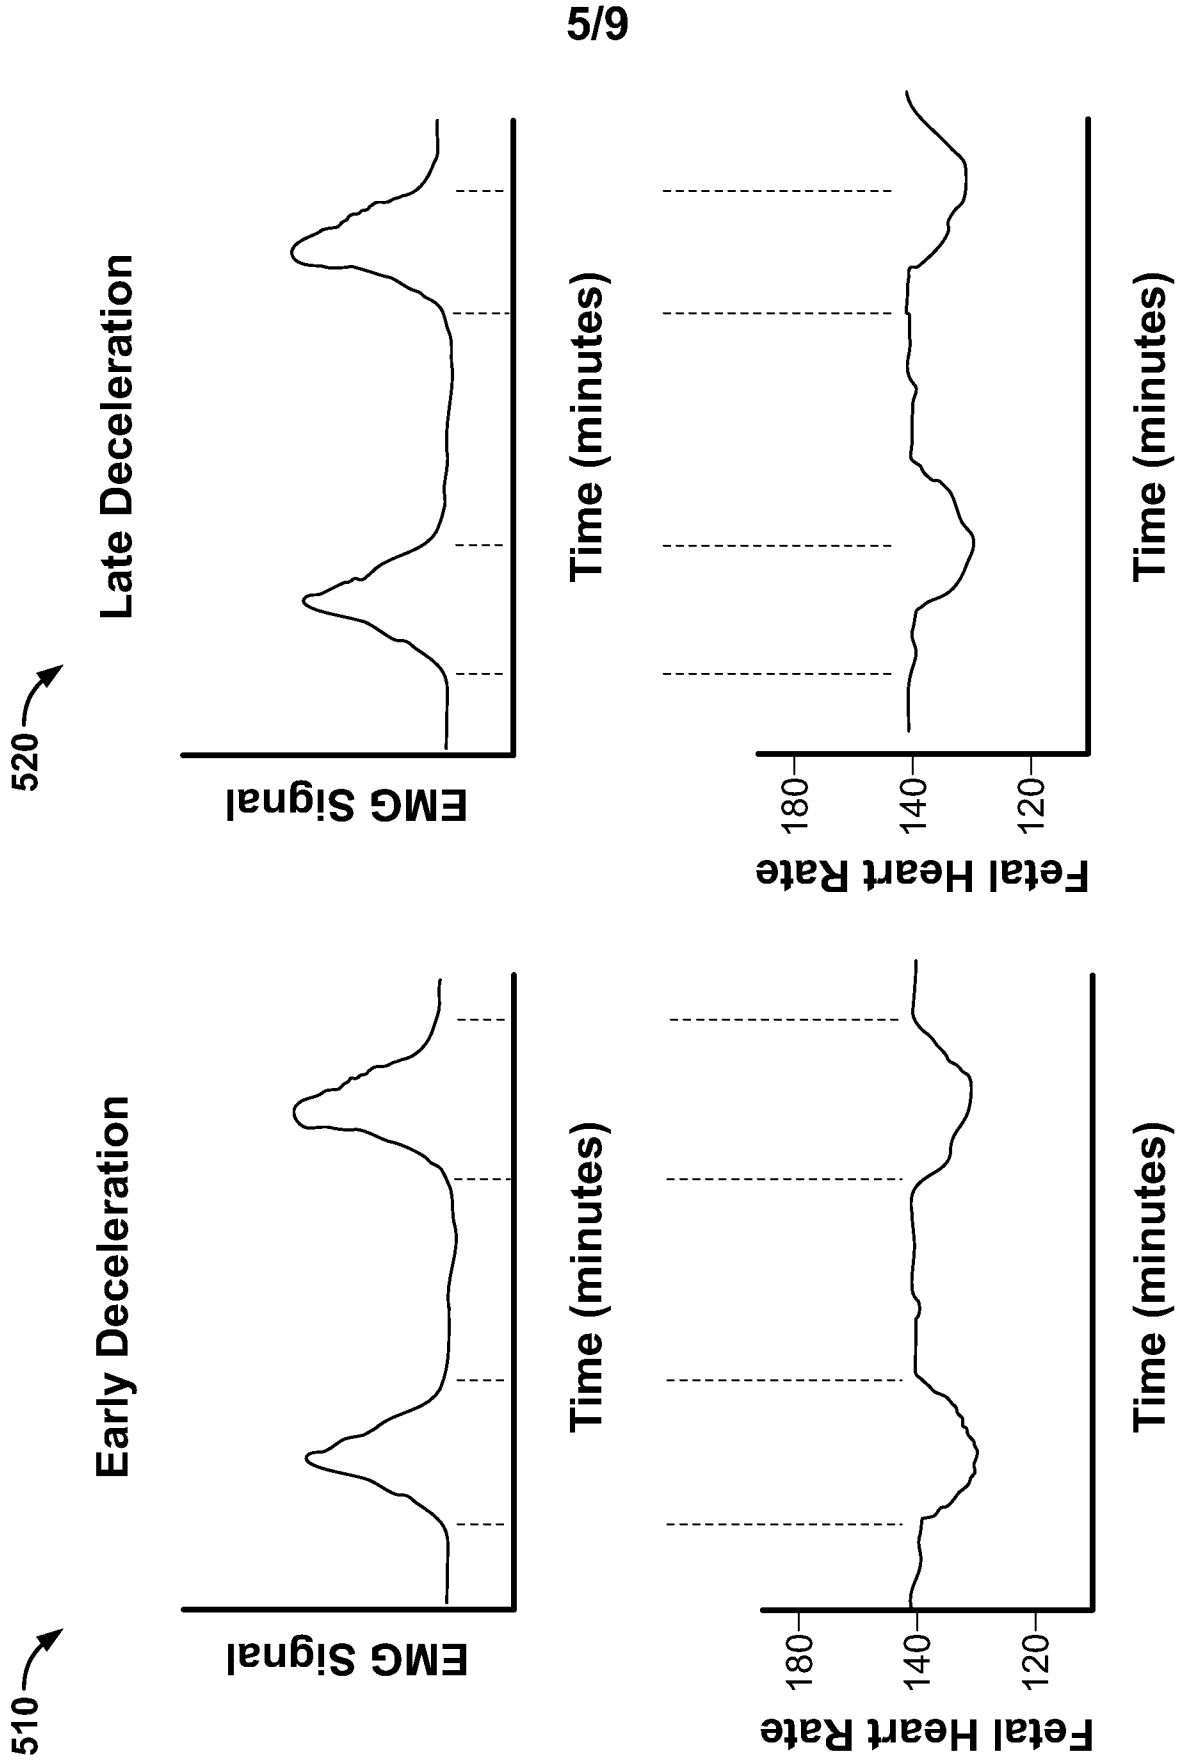 5/9
510
Early Deceleration
EMG Signal
Time (minutes)
Fetal Heart Rate
180
140
120
Time (minutes)
520
Late Deceleration
EMG Signal
Time (minutes)
Fetal Heart Rate
180
140
120
Time (minutes)